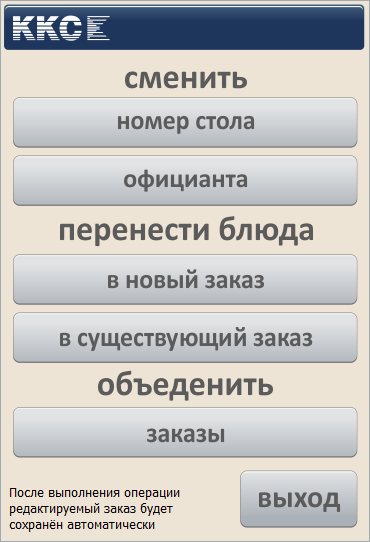 ККС
сменить
номер стола
официанта
перенести блюда
в новый заказ
в существующий заказ
объеденить
заказы
После выполнения операции
редактируемый заказ будет
сохранён автоматически
выход